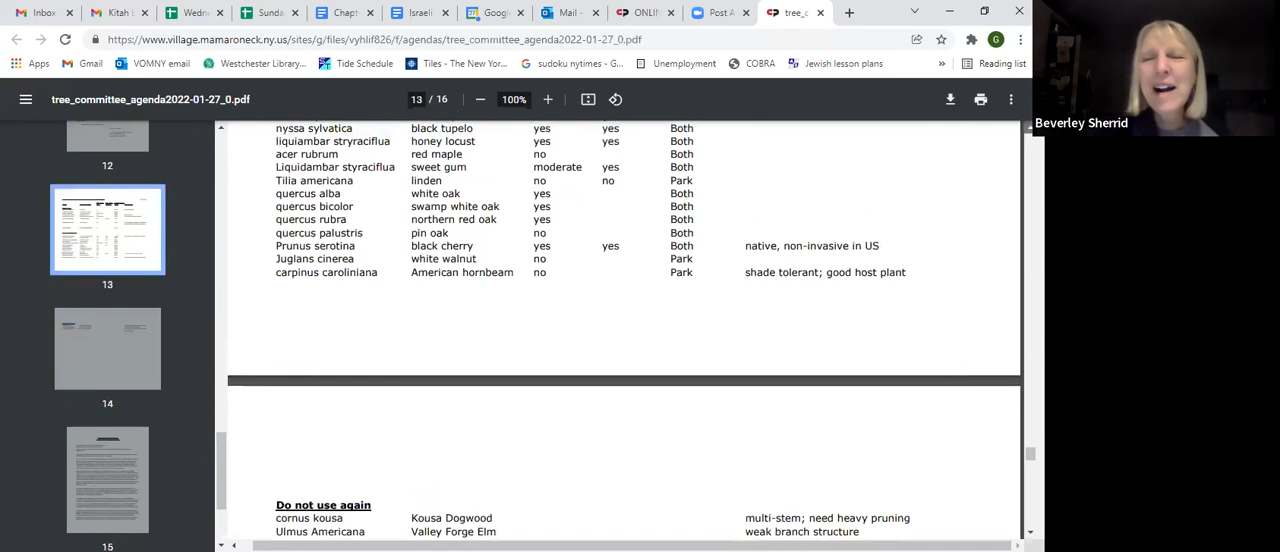 Inbox
Kitah
Wedne
Sunda
Chapt
Israeli
Googl
Mail -
ONLIN
Post A
tree_c
https://www.village.mamaroneck.ny.us/sites/g/files/vyhlif826/f/agendas/tree_committee_agenda2022-01-27_0.pdf
G
Apps
Gmail
VOMNY email
Westchester Library...
Tide Schedule
Tiles - The New Yor...
sudoku nytimes - G...
Unemployment
COBRA
Jewish lesson plans
Reading list
tree_committee_agenda2022-01-27_0.pdf
13 / 16
100%
Beverley Sherrid
12
13
14
15
nyssa sylvatica black tupelo yes yes Both
liquiambar stryraciflua honey locust yes yes Both
acer rubrum red maple no Both
Liquidambar styraciflua sweet gum moderate yes Both
Tilia americana linden no no Park
quercus alba white oak yes Both
quercus bicolor swamp white oak yes Both
quercus rubra northern red oak yes Both
quercus palustris pin oak no Both
Prunus serotina black cherry yes yes Both native, non-invasive in US
Juglans cinerea white walnut no Park
carpinus caroliniana American hornbeam no Park shade tolerant; good host plant
Do not use again
cornus kousa Kousa Dogwood multi-stem; need heavy pruning
Ulmus Americana Valley Forge Elm weak branch structure